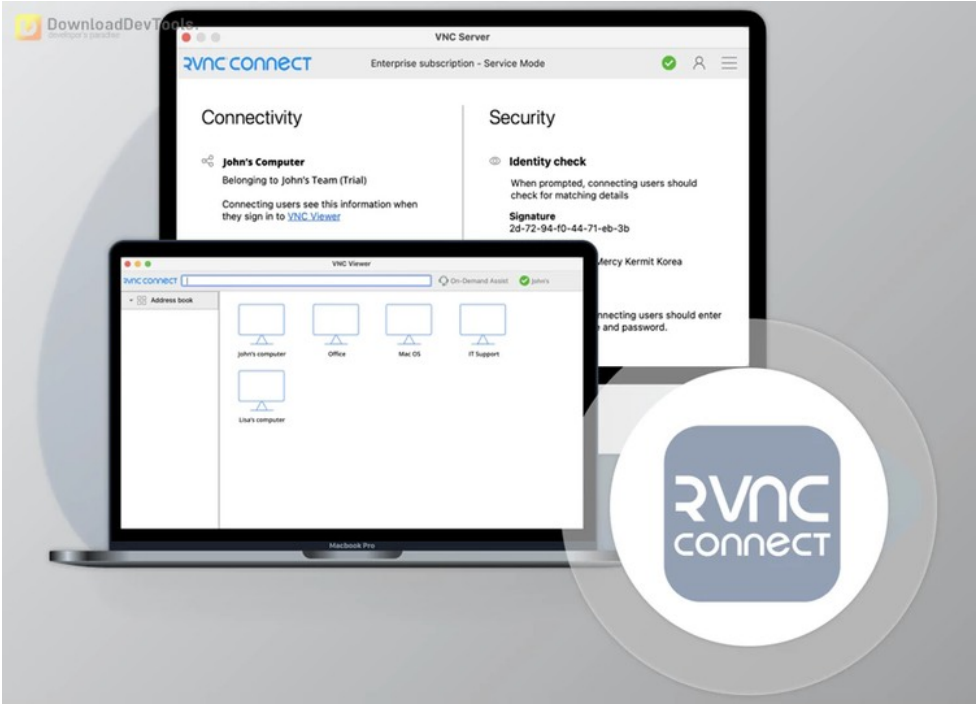 DownloadDevTools.
developer's paradise
VNC Server
RVNC CONNECT
Enterprise subscription - Service Mode
Connectivity
John's Computer
Belonging to John's Team (Trial)
Connecting users see this information when
they sign in to VNC Viewer
Security
Identity check
When prompted, connecting users should
check for matching details
Signature
2d-72-94-f0-44-71-eb-3b
Mercy Kermit Korea
nnecting users should enter
and password.
VNC Viewer
RVNC CONNECT
On-Demand Assist
John's
Address book
John's computer
Office
Mac OS
IT Support
Lisa's computer
Macbook Pro
RVNC
CONNECT